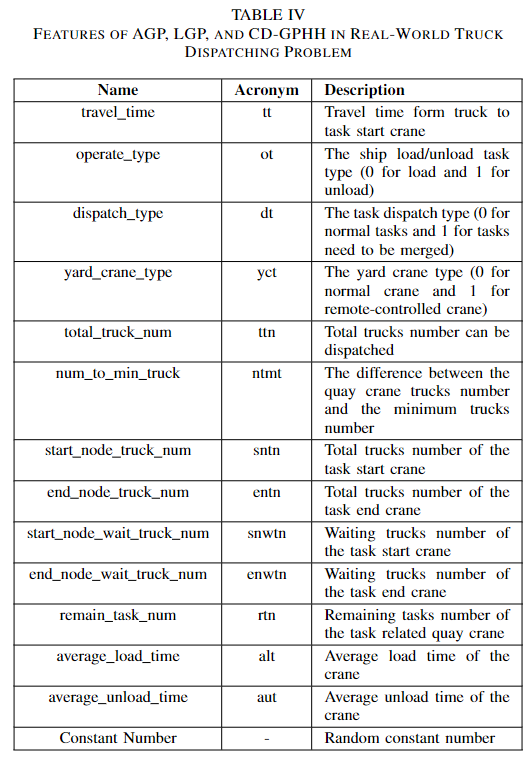 TABLE IV
FEATURES OF AGP, LGP, AND CD-GPHH IN REAL-WORLD TRUCK
DISPATCHING PROBLEM
Name Acronym Description
travel_time tt Travel time form truck to
task start crane
operate_type ot The ship load/unload task
type (0 for load and 1 for
unload)
dispatch_type dt The task dispatch type (0 for
normal tasks and 1 for tasks
need to be merged)
yard_crane_type yct The yard crane type (0 for
normal crane and 1 for
remote-controlled crane)
total_truck_num ttn Total trucks number can be
dispatched
num_to_min_truck ntmt The difference between the
quay crane trucks number
and the minimum trucks
number
start_node_truck_num sntn Total trucks number of the
task start crane
end_node_truck_num entn Total trucks number of the
task end crane
start_node_wait_truck_num snwtn Waiting trucks number of
the task start crane
end_node_wait_truck_num enwtn Waiting trucks number of
the task end crane
remain_task_num rtn Remaining tasks number of
the task related quay crane
average_load_time alt Average load time of the
crane
average_unload_time aut Average unload time of the
crane
Constant Number - Random constant number